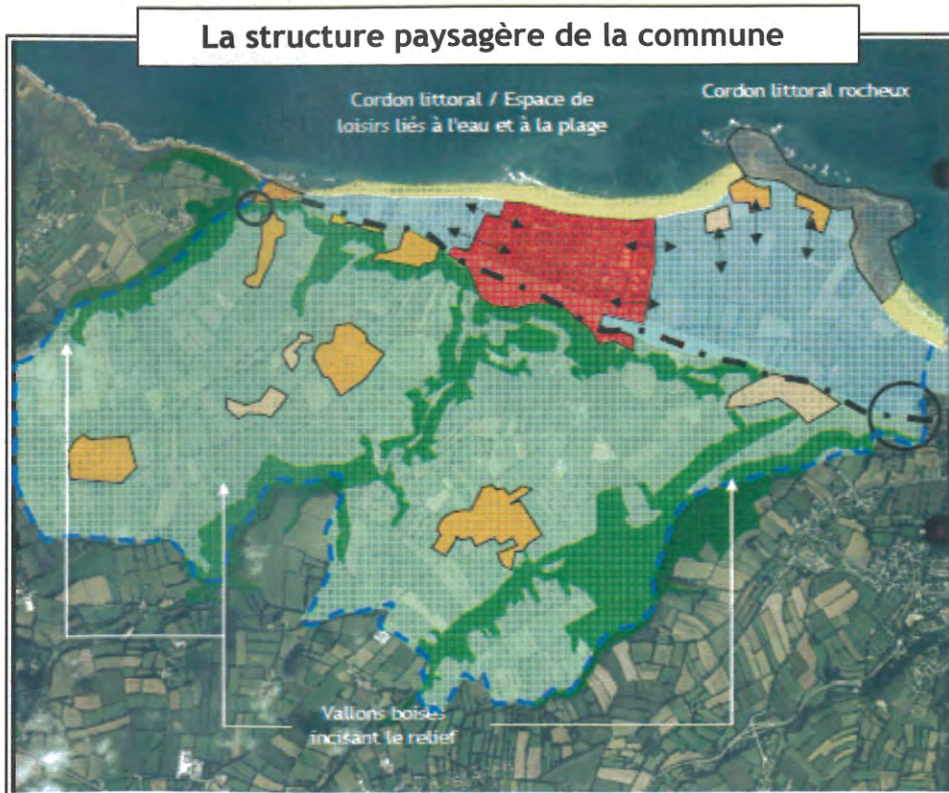 La structure paysagère de la commune
Cordon littoral / Espace de
loisirs liés à l'eau et à la plage
Cordon littoral rocheux
Vallons boisés
incisant le relief